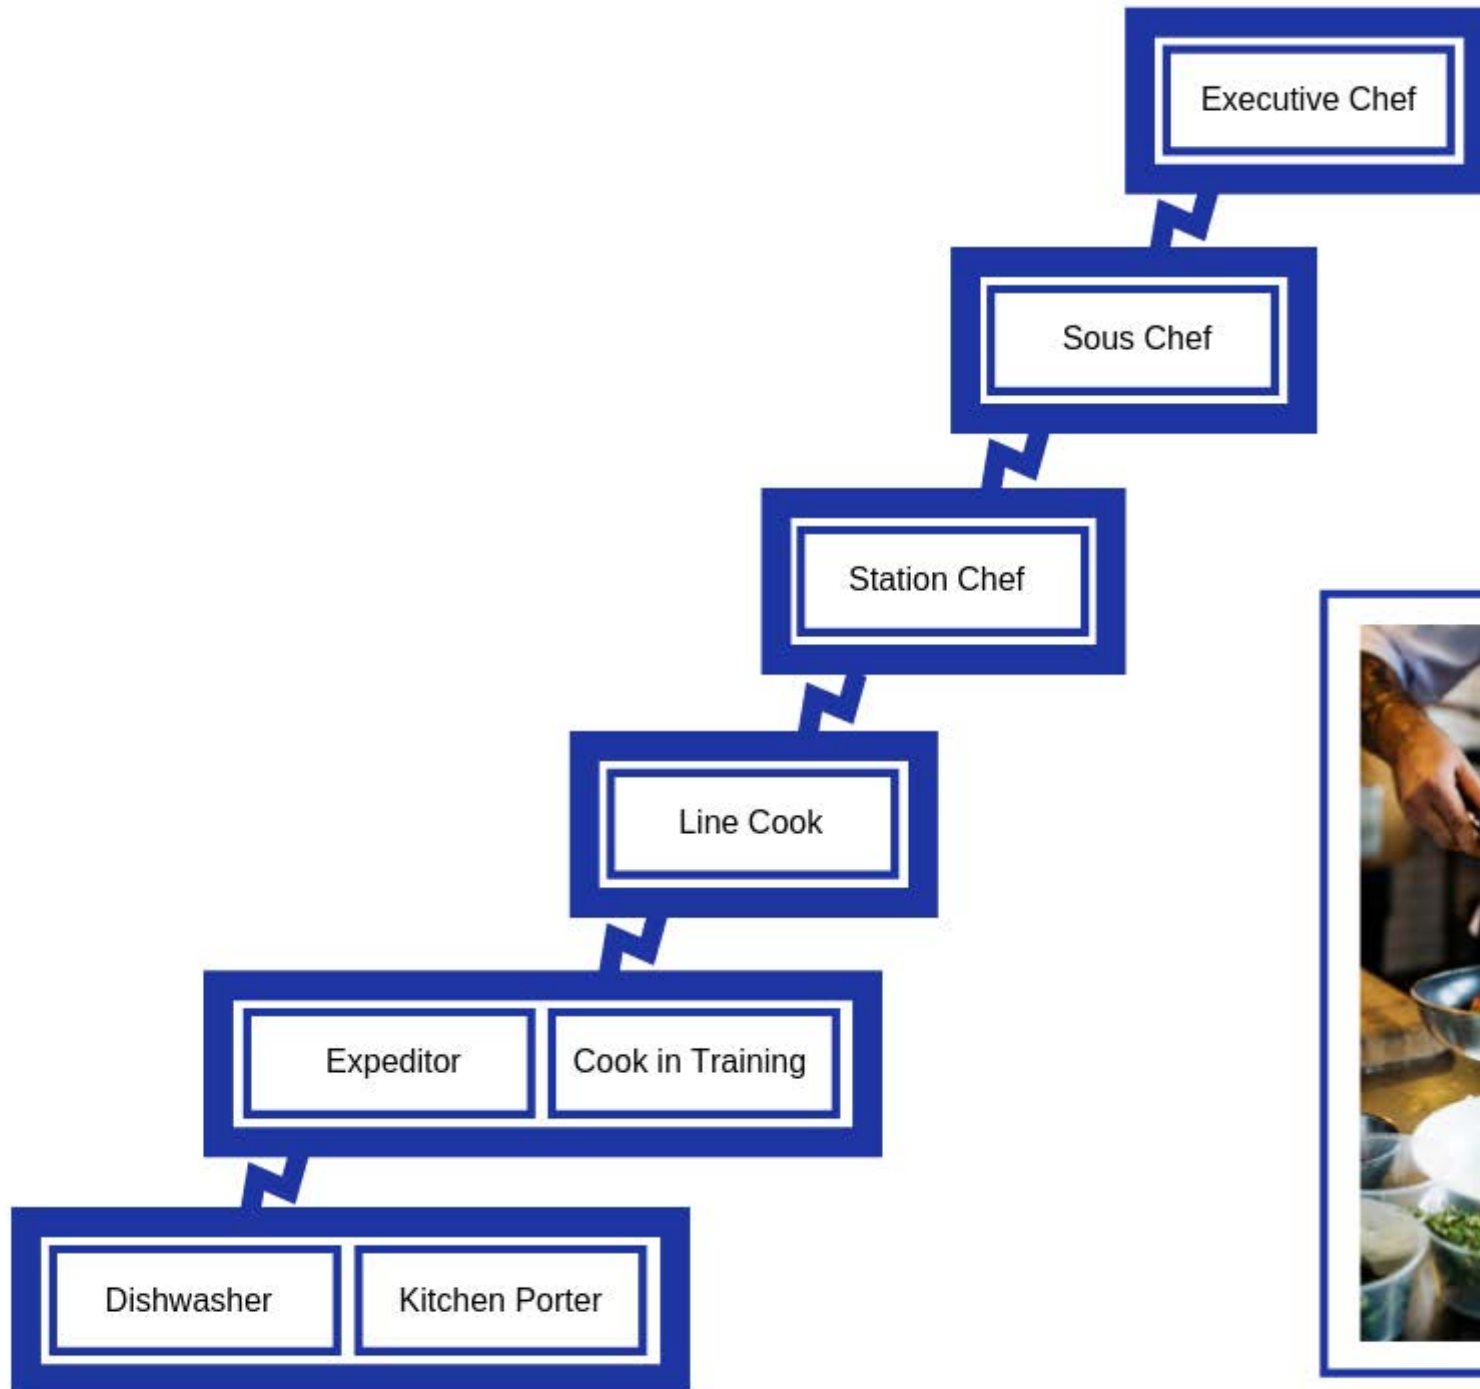 Executive Chef
Sous Chef
Station Chef
Line Cook
Expeditor
Cook in Training
Dishwasher
Kitchen Porter